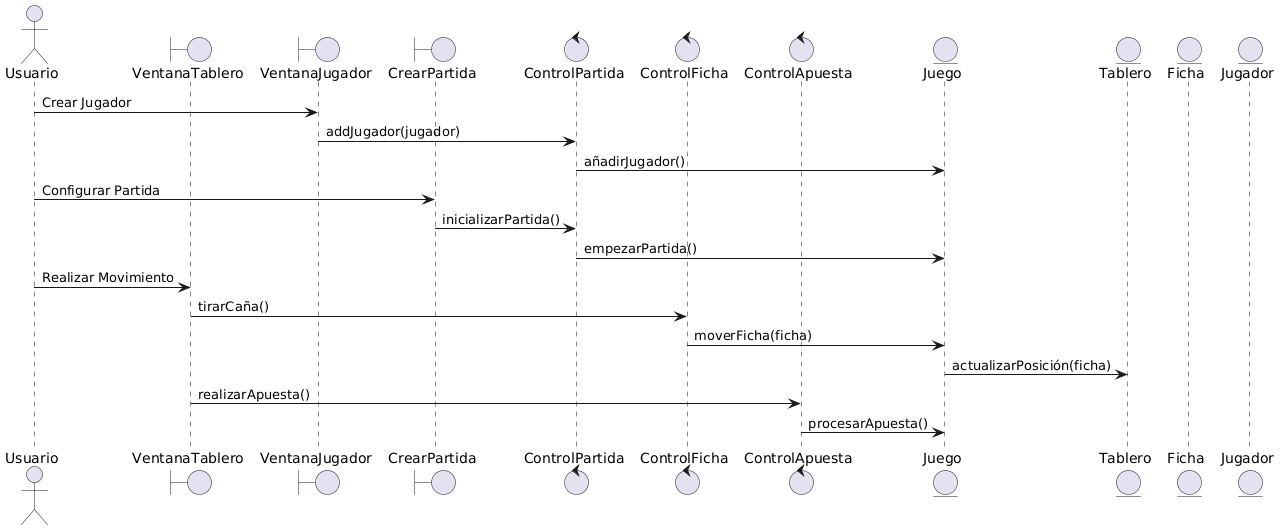 Usuario
VentanaTablero
VentanaJugador
CrearPartida
ControlPartida
ControlFicha
ControlApuesta
Juego
Tablero
Ficha
Jugador
Crear Jugador
addJugador(jugador)
añadirJugador()
Configurar Partida
inicializarPartida()
empezarPartida()
Realizar Movimiento
tirarCaña()
moverFicha(ficha)
actualizarPosición(ficha)
realizarApuesta()
procesarApuesta()
Usuario
VentanaTablero
VentanaJugador
CrearPartida
ControlPartida
ControlFicha
ControlApuesta
Juego
Tablero
Ficha
Jugador